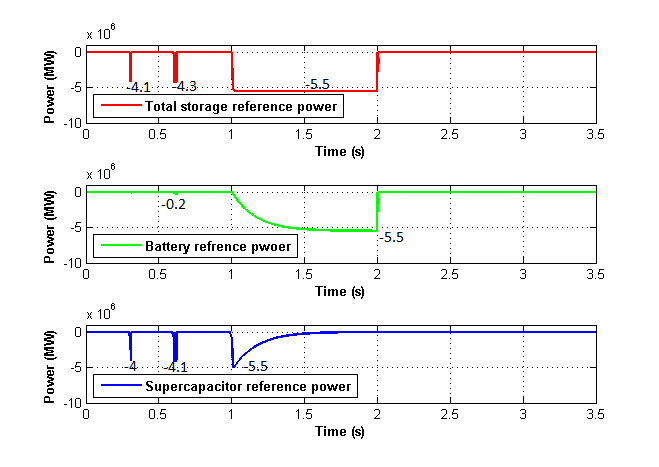 x 10^6
0
-5
-10
Power (MW)
-4.1
-4.3
-5.5
Total storage reference power
0 0.5 1 1.5 2 2.5 3 3.5
Time (s)
x 10^6
0
-5
-10
Power (MW)
-0.2
-5.5
Battery refrence pwoer
0 0.5 1 1.5 2 2.5 3 3.5
Time (s)
x 10^6
0
-5
-10
Power (MW)
-4
-4.1
-5.5
Supercapacitor reference power
0 0.5 1 1.5 2 2.5 3 3.5
Time (s)